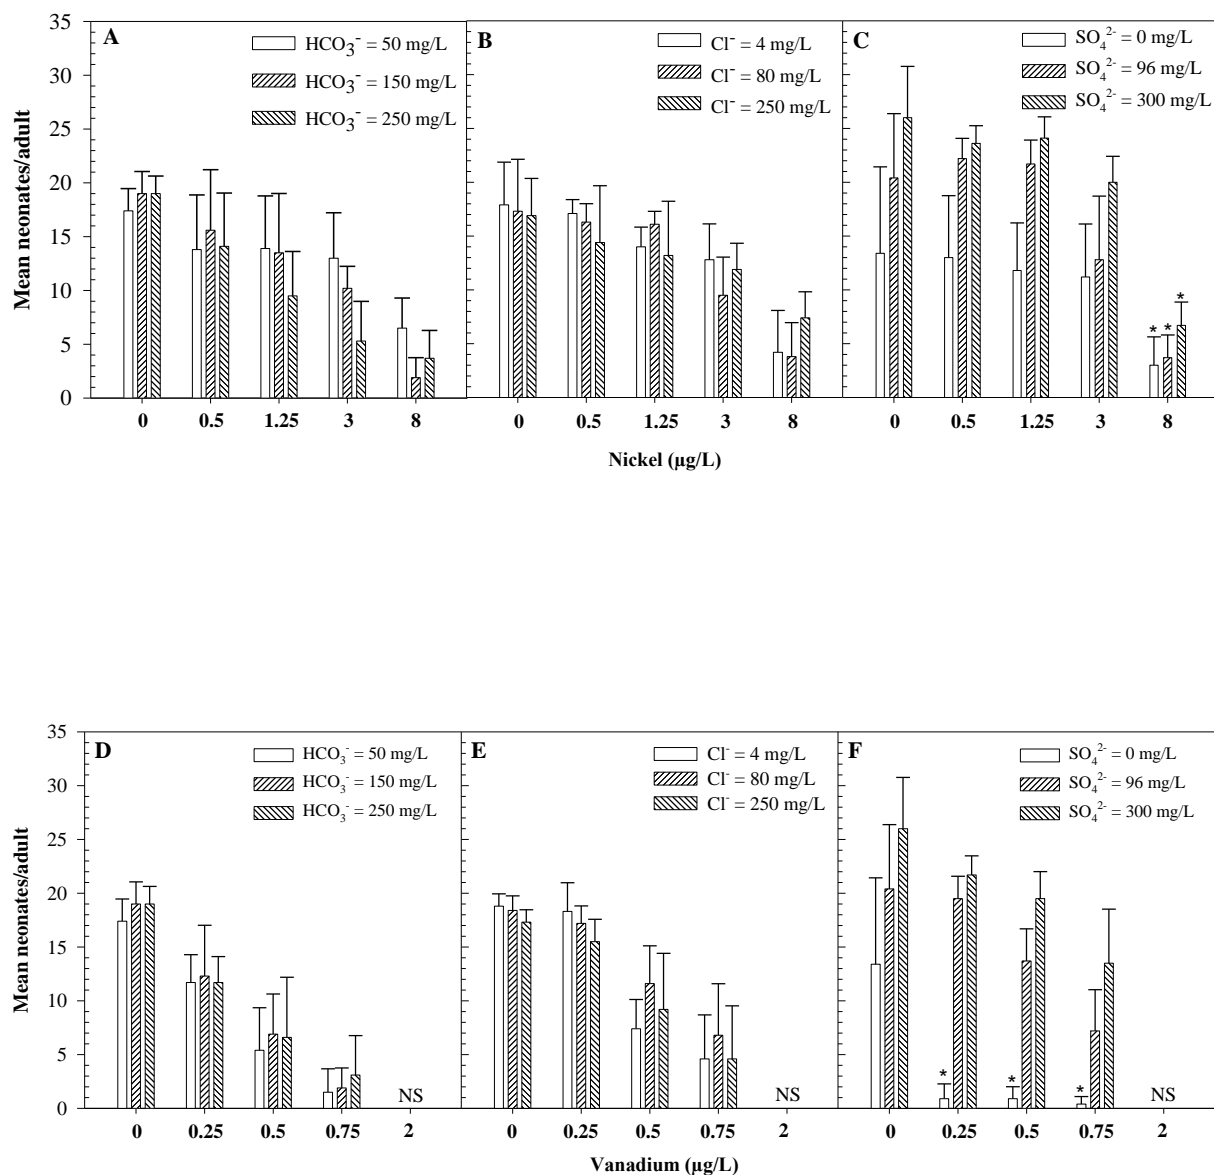 A
HCO₃⁻ = 50 mg/L
HCO₃⁻ = 150 mg/L
HCO₃⁻ = 250 mg/L
B
Cl⁻ = 4 mg/L
Cl⁻ = 80 mg/L
Cl⁻ = 250 mg/L
C
SO₄²⁻ = 0 mg/L
SO₄²⁻ = 96 mg/L
SO₄²⁻ = 300 mg/L
Mean neonates/adult
35
30
25
20
15
10
5
0
* * *
0 0.5 1.25 3 8
0 0.5 1.25 3 8
0 0.5 1.25 3 8
Nickel (µg/L)
D
HCO₃⁻ = 50 mg/L
HCO₃⁻ = 150 mg/L
HCO₃⁻ = 250 mg/L
E
Cl⁻ = 4 mg/L
Cl⁻ = 80 mg/L
Cl⁻ = 250 mg/L
F
SO₄²⁻ = 0 mg/L
SO₄²⁻ = 96 mg/L
SO₄²⁻ = 300 mg/L
Mean neonates/adult
35
30
25
20
15
10
5
0
* * *
NS
NS
NS
0 0.25 0.5 0.75 2
0 0.25 0.5 0.75 2
0 0.25 0.5 0.75 2
Vanadium (µg/L)